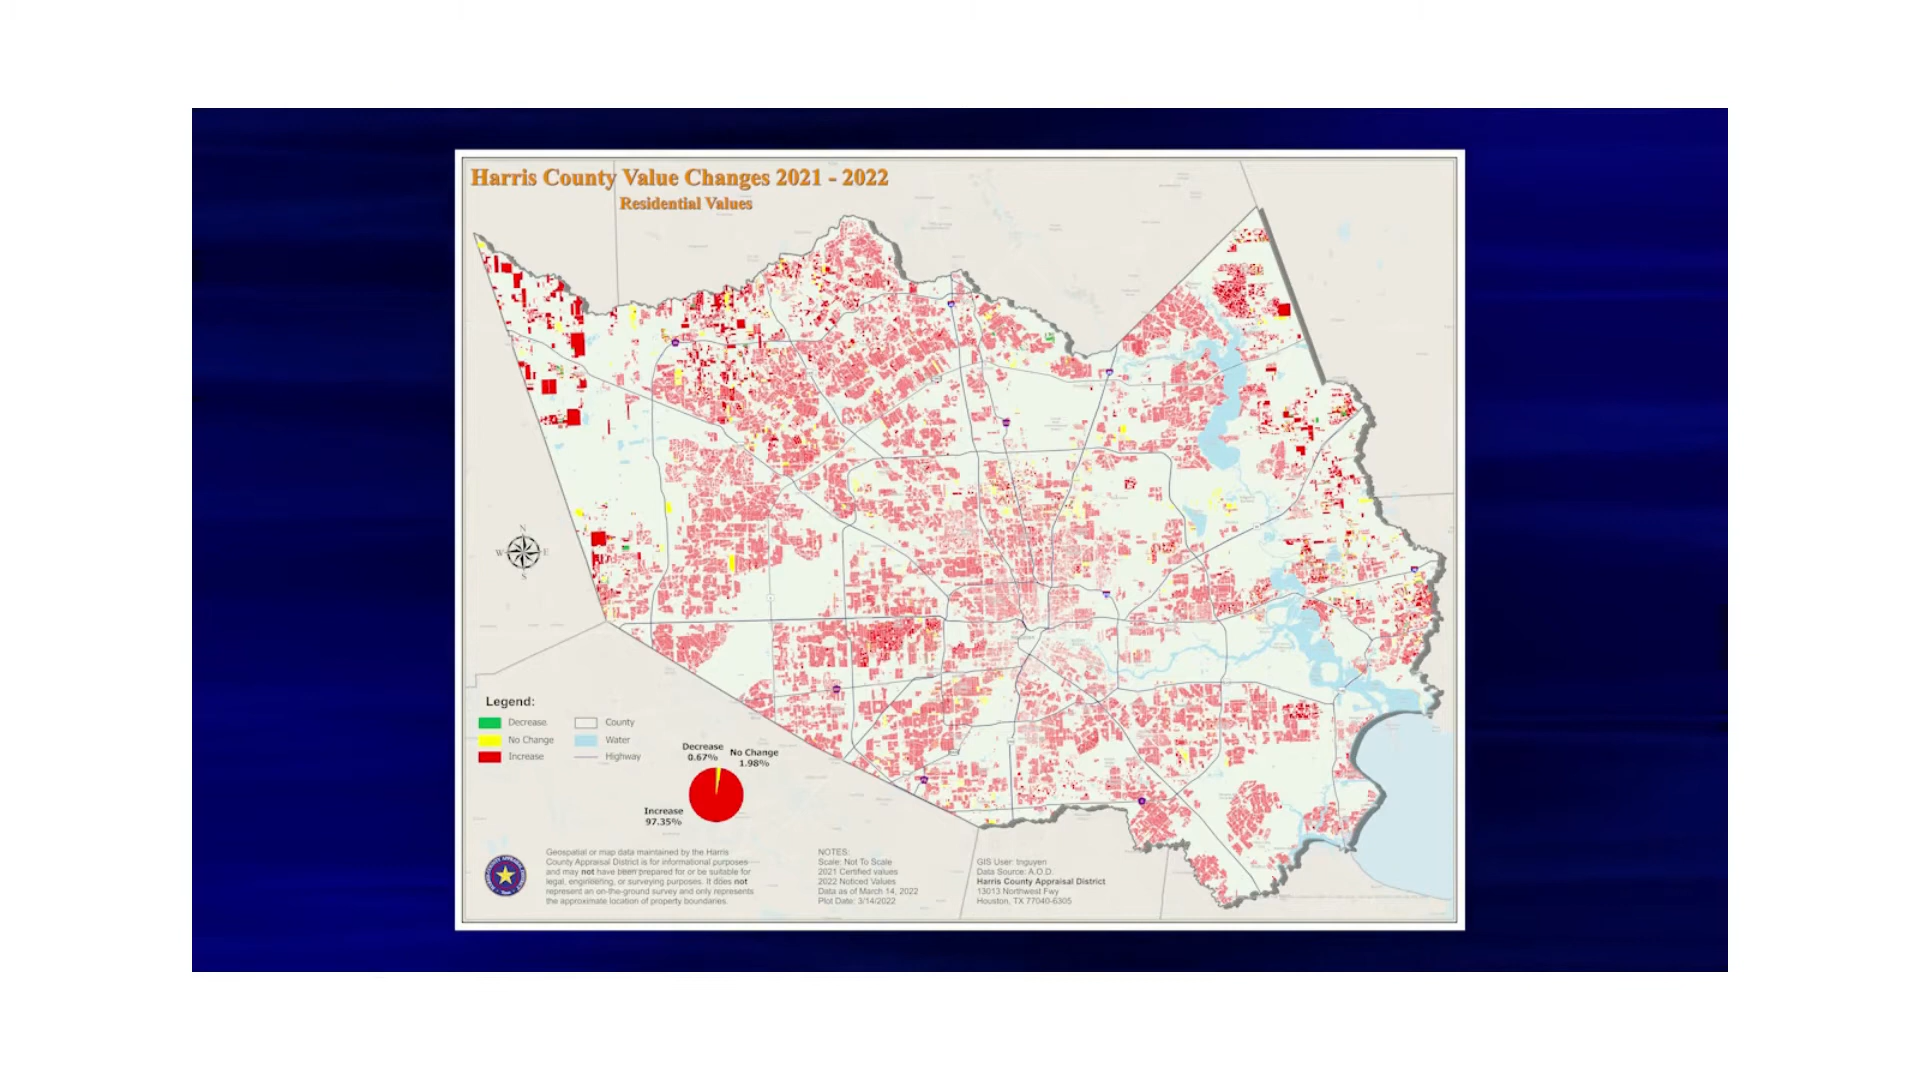 Harris County Value Changes 2021 - 2022
Residential Values
N
W E
S
Legend:
Decrease
No Change
Increase
County
Water
Highway
Decrease
0.67%
No Change
1.98%
Increase
97.35%
Geospatial or map data maintained by the Harris
County Appraisal District is for informational purposes
and may not have been prepared for or be suitable for
legal, engineering, or surveying purposes. It does not
represent an on-the-ground survey and only represents
the approximate location of property boundaries.
NOTES:
Scale: Not To Scale
2021 Certified values
2022 Noticed Values
Data as of March 14, 2022
Plot Date: 3/14/2022
GIS User: tnguyen
Data Source: A.O.D.
Harris County Appraisal District
13013 Northwest Fwy
Houston, TX 77040-6305